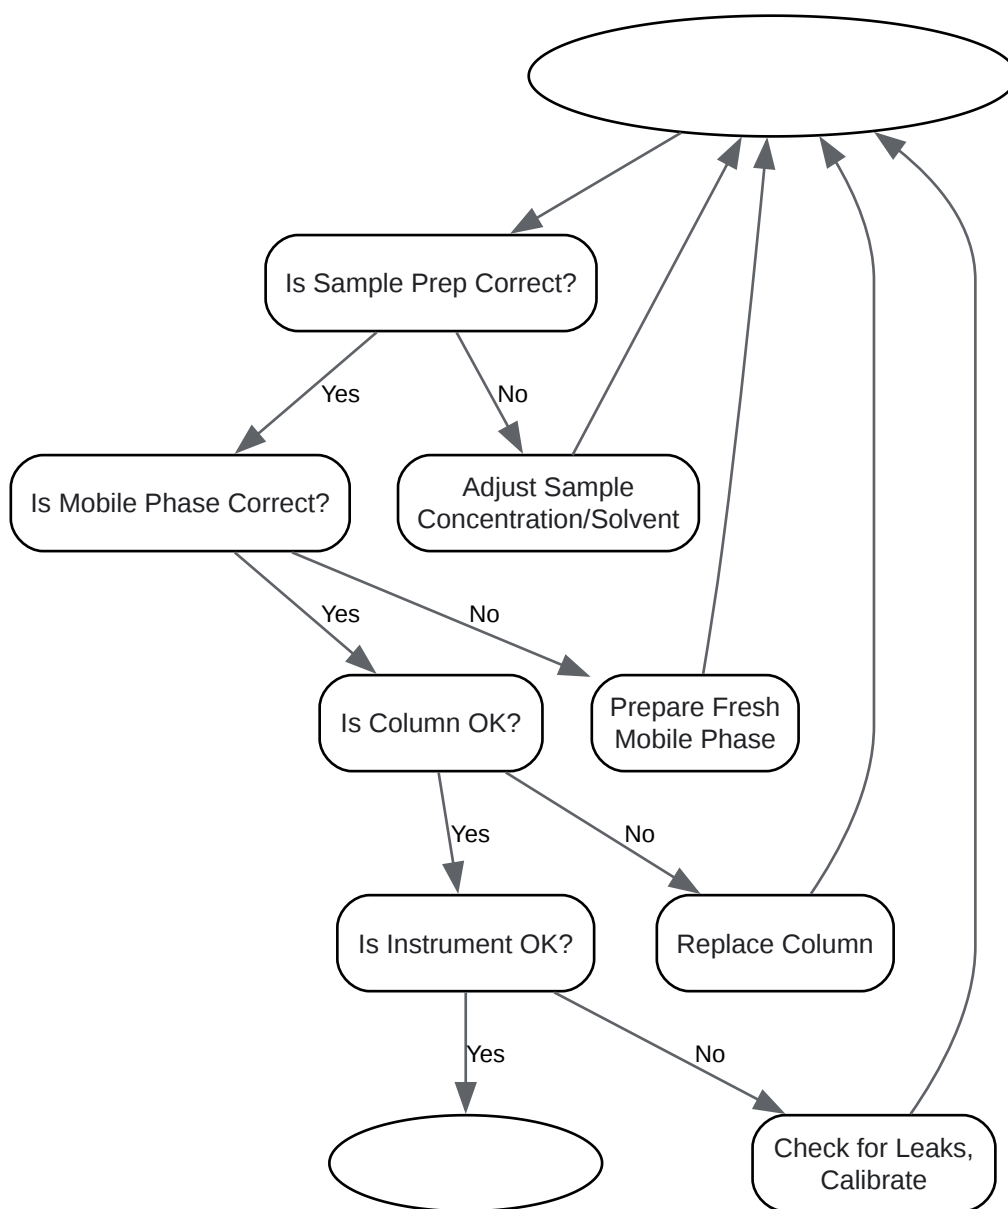 Is Sample Prep Correct?
Yes
No
Is Mobile Phase Correct?
Adjust Sample
Concentration/Solvent
Yes
No
Is Column OK?
Prepare Fresh
Mobile Phase
Yes
No
Is Instrument OK?
Replace Column
Yes
No
Check for Leaks,
Calibrate